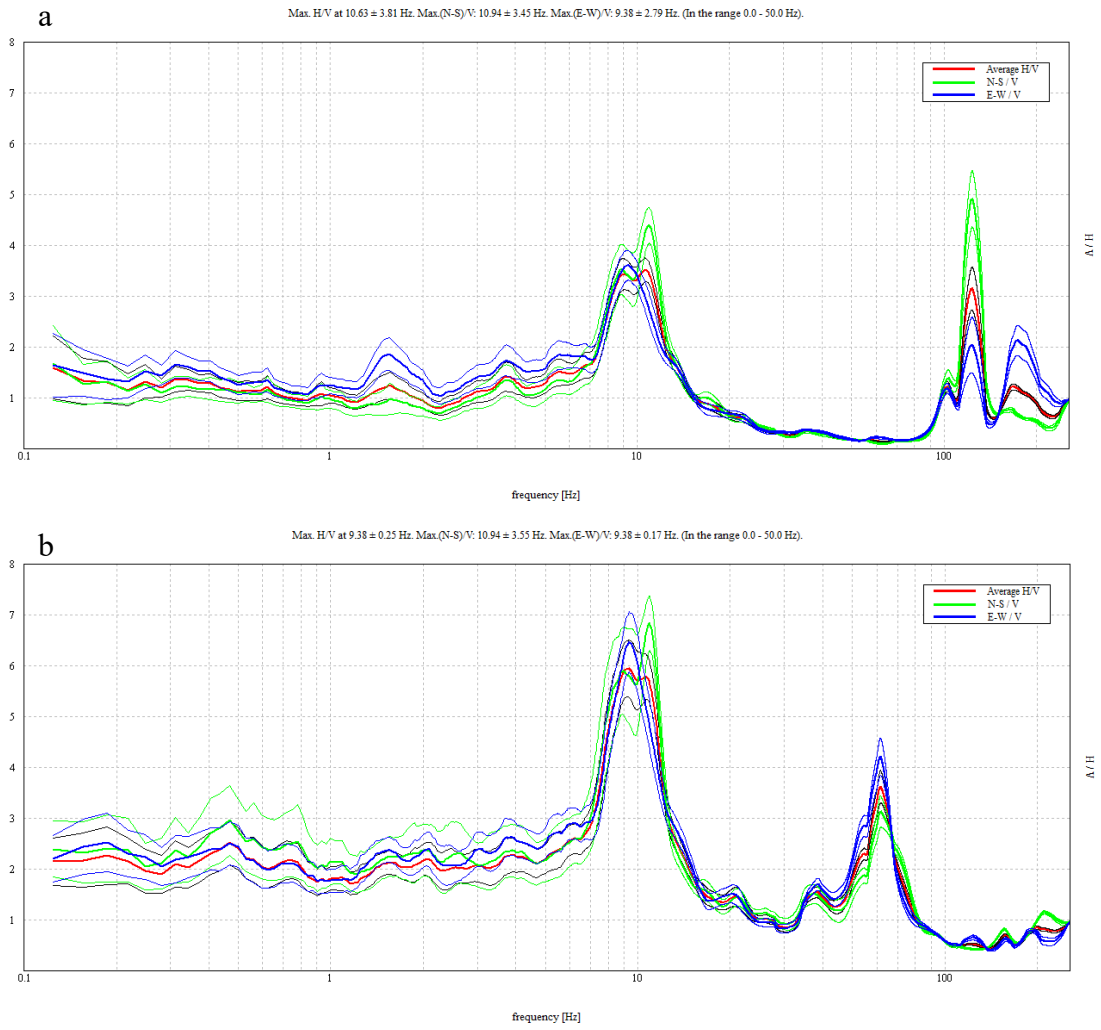 a
Max. H/V at 10.63 ± 3.81 Hz. Max.(N-S)/V: 10.94 ± 3.45 Hz. Max.(E-W)/V: 9.38 ± 2.79 Hz. (In the range 0.0 - 50.0 Hz).
8
7
6
5
4
3
2
1
Average H/V
N-S / V
E-W / V
H / V
0.1 1 10 100
frequency [Hz]
b
Max. H/V at 9.38 ± 0.25 Hz. Max.(N-S)/V: 10.94 ± 3.55 Hz. Max.(E-W)/V: 9.38 ± 0.17 Hz. (In the range 0.0 - 50.0 Hz).
8
7
6
5
4
3
2
1
Average H/V
N-S / V
E-W / V
H / V
0.1 1 10 100
frequency [Hz]